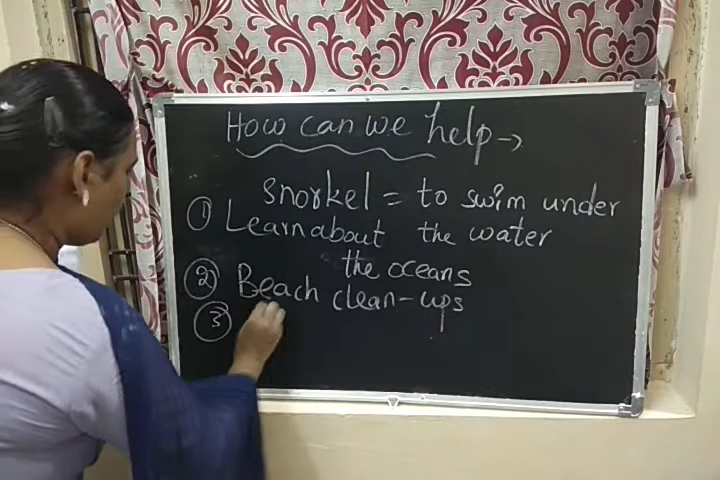 How can we help →
snorkel = to swim under
① Learn about the water
the oceans
② Beach clean-ups
③